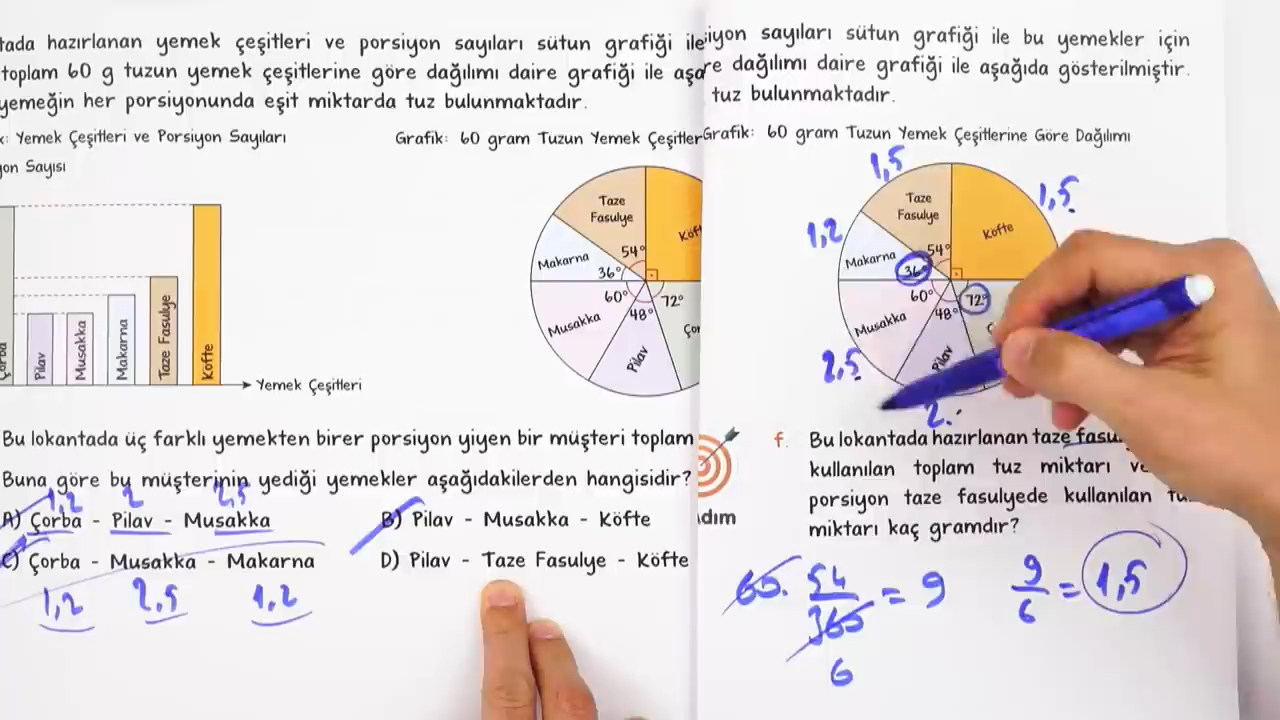 tada hazırlanan yemek çeşitleri ve porsiyon sayıları sütun grafiği ile
toplam 60 g tuzun yemek çeşitlerine göre dağılımı daire grafiği ile aşa
yemeğin her porsiyonunda eşit miktarda tuz bulunmaktadır.
k: Yemek Çeşitleri ve Porsiyon Sayıları
yon Sayısı
Çorba
Pilav
Musakka
Makarna
Taze Fasulye
Köfte
Yemek Çeşitleri
Grafik: 60 gram Tuzun Yemek Çeşitler
Taze
Fasulye
Köft
Makarna
54°
36°
60°
72°
48°
Musakka
Pilav
Çor
Bu lokantada üç farklı yemekten birer porsiyon yiyen bir müşteri toplam
Buna göre bu müşterinin yediği yemekler aşağıdakilerden hangisidir?
1,2 2 2,5
A) Çorba - Pilav - Musakka
B) Pilav - Musakka - Köfte
C) Çorba - Musakka - Makarna
D) Pilav - Taze Fasulye - Köfte
1,2 2,5 1,2
iyon sayıları sütun grafiği ile bu yemekler için
re dağılımı daire grafiği ile aşağıda gösterilmiştir.
tuz bulunmaktadır.
Grafik: 60 gram Tuzun Yemek Çeşitlerine Göre Dağılımı
1,5
1,5
1,2
Taze
Fasulye
Köfte
Makarna
54°
36°
60°
72°
48°
Musakka
Pilav
Ç
2,5
2.
f. Bu lokantada hazırlanan taze fasu
kullanılan toplam tuz miktarı ve
porsiyon taze fasulyede kullanılan tu
miktarı kaç gramdır?
dım
60. 54
360 = 9
6
9
6 = 1,5